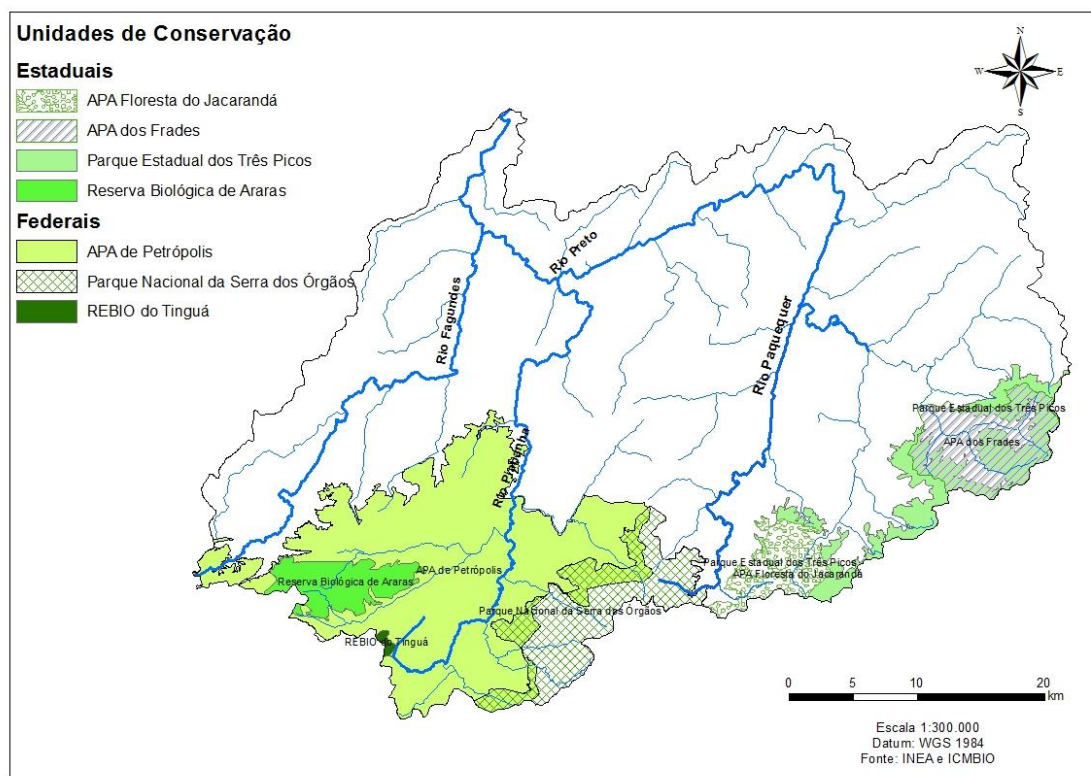 Unidades de Conservação
Estaduais
APA Floresta do Jacarandá
APA dos Frades
Parque Estadual dos Três Picos
Reserva Biológica de Araras
Federais
APA de Petrópolis
Parque Nacional da Serra dos Órgãos
REBIO do Tinguá
N
W
E
S
Rio Preto
Rio Fagundes
Rio Paquequer
Parque Estadual dos Três Picos
APA dos Frades
Rio Piabanha
Parque Estadual dos Três Picos
APA Floresta do Jacarandá
APA de Petrópolis
Reserva Biológica de Araras
Parque Nacional da Serra dos Órgãos
REBIO do Tinguá
0 5 10 20
km
Escala 1:300.000
Datum: WGS 1984
Fonte: INEA e ICMBIO